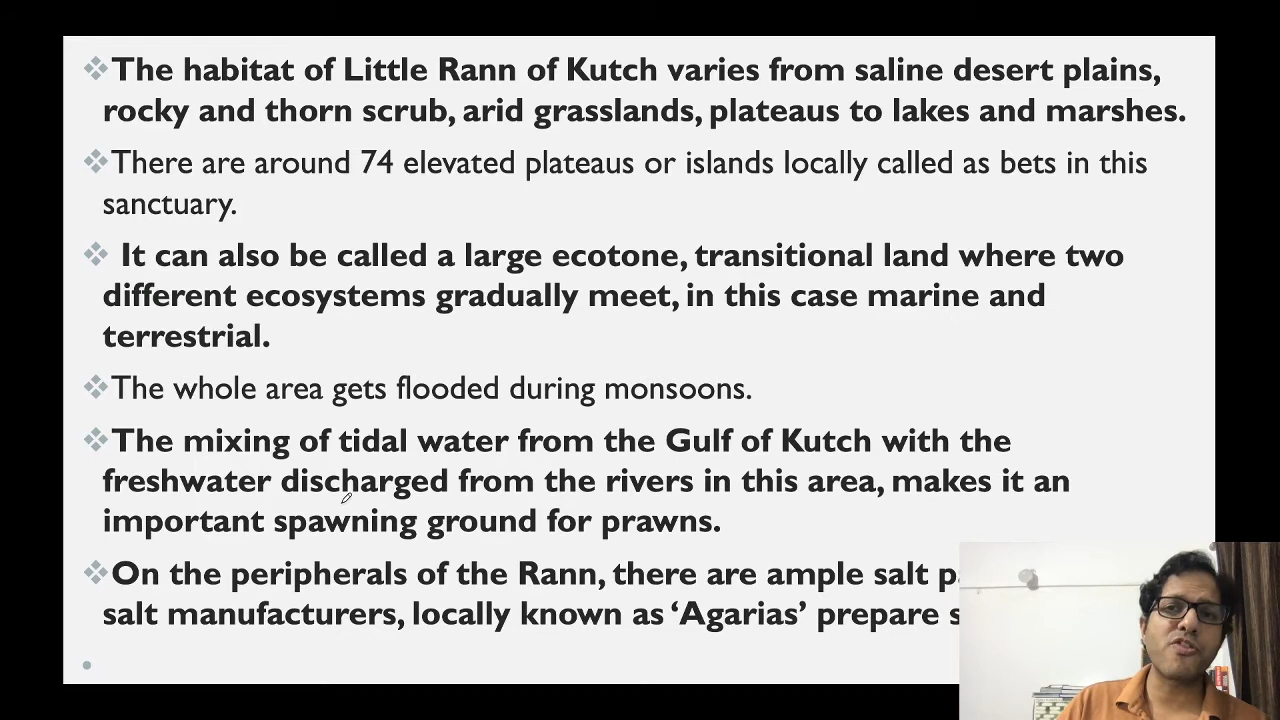 The habitat of Little Rann of Kutch varies from saline desert plains,
rocky and thorn scrub, arid grasslands, plateaus to lakes and marshes.
There are around 74 elevated plateaus or islands locally called as bets in this
sanctuary.
It can also be called a large ecotone, transitional land where two
different ecosystems gradually meet, in this case marine and
terrestrial.
The whole area gets flooded during monsoons.
The mixing of tidal water from the Gulf of Kutch with the
freshwater discharged from the rivers in this area, makes it an
important spawning ground for prawns.
On the peripherals of the Rann, there are ample salt
salt manufacturers, locally known as ‘Agarias’ prepare